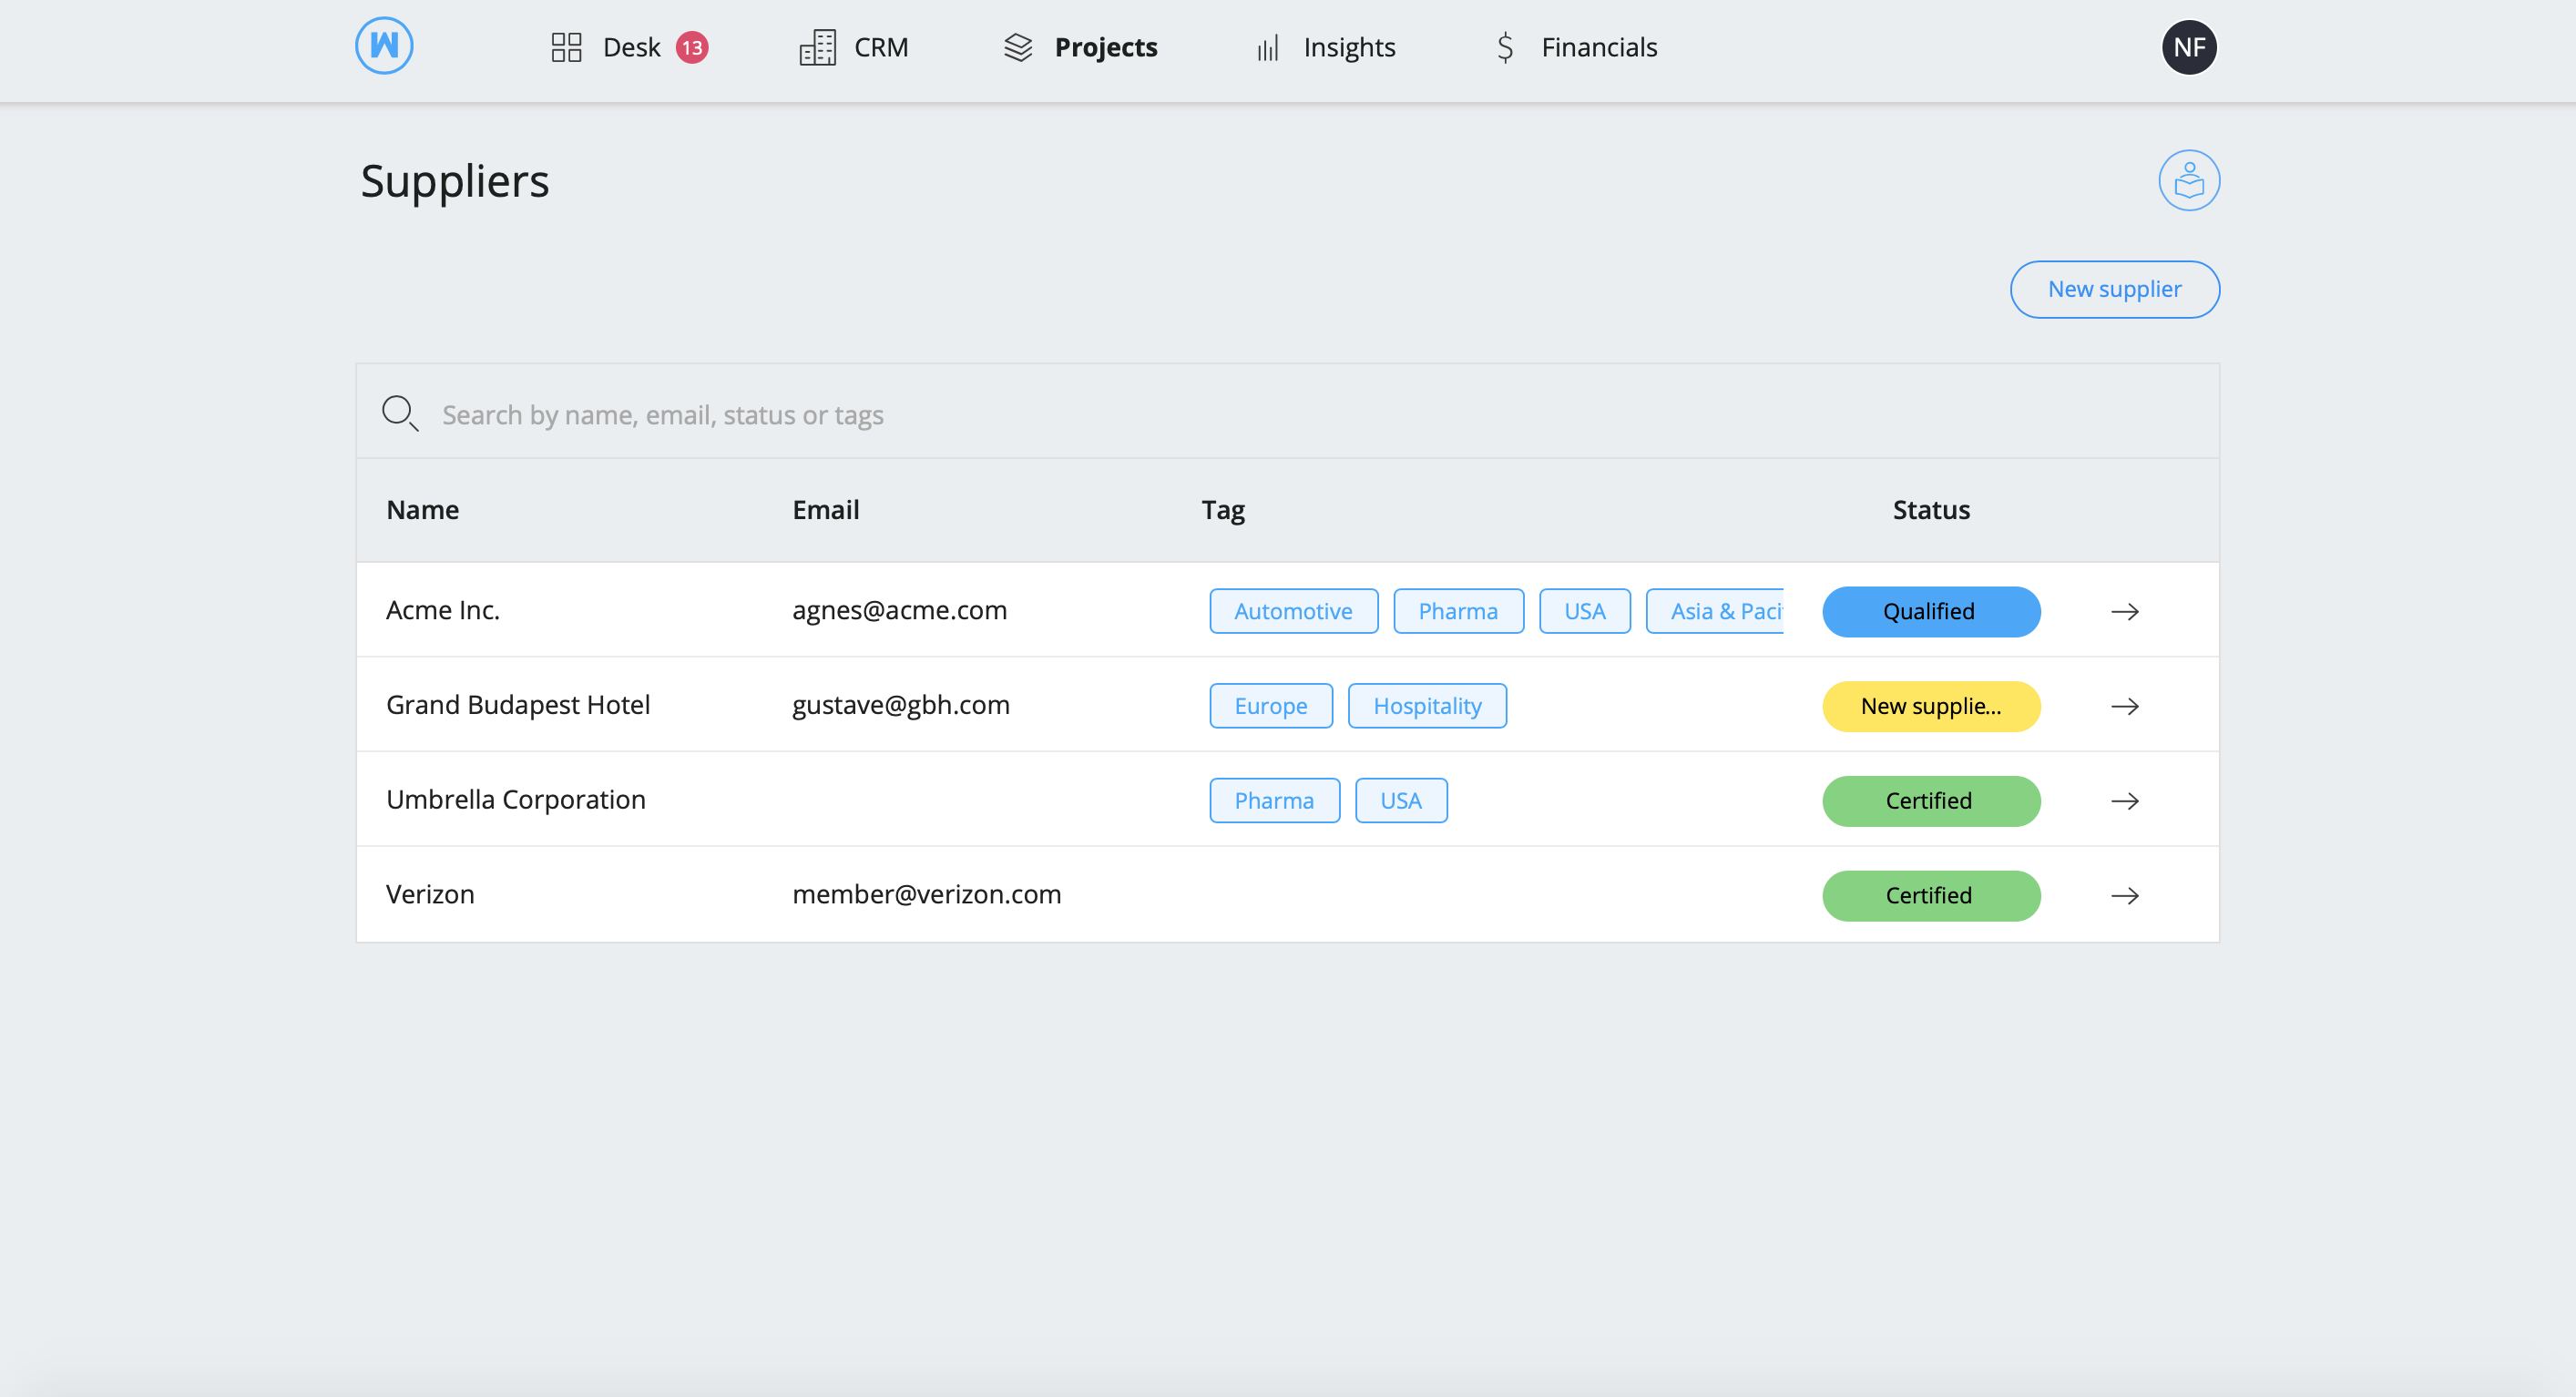 W Desk 13 CRM Projects Insights $ Financials NF
Suppliers
New supplier
Search by name, email, status or tags
Name Email Tag Status
Acme Inc. agnes@acme.com Automotive Pharma USA Asia & Paci Qualified
Grand Budapest Hotel gustave@gbh.com Europe Hospitality New supplie...
Umbrella Corporation Pharma USA Certified
Verizon member@verizon.com Certified